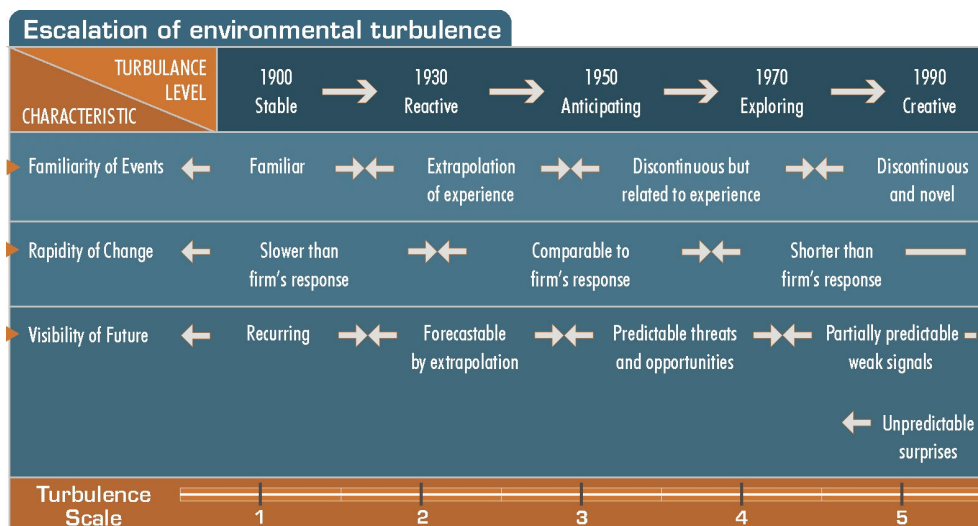 Escalation of environmental turbulence
TURBULANCE
LEVEL
CHARACTERISTIC
1900
Stable
1930
Reactive
1950
Anticipating
1970
Exploring
1990
Creative
Familiarity of Events
Familiar
Extrapolation
of experience
Discontinuous but
related to experience
Discontinuous
and novel
Rapidity of Change
Slower than
firm's response
Comparable to
firm's response
Shorter than
firm's response
Visibility of Future
Recurring
Forecastable
by extrapolation
Predictable threats
and opportunities
Partially predictable
weak signals
Unpredictable
surprises
Turbulence
Scale
1
2
3
4
5